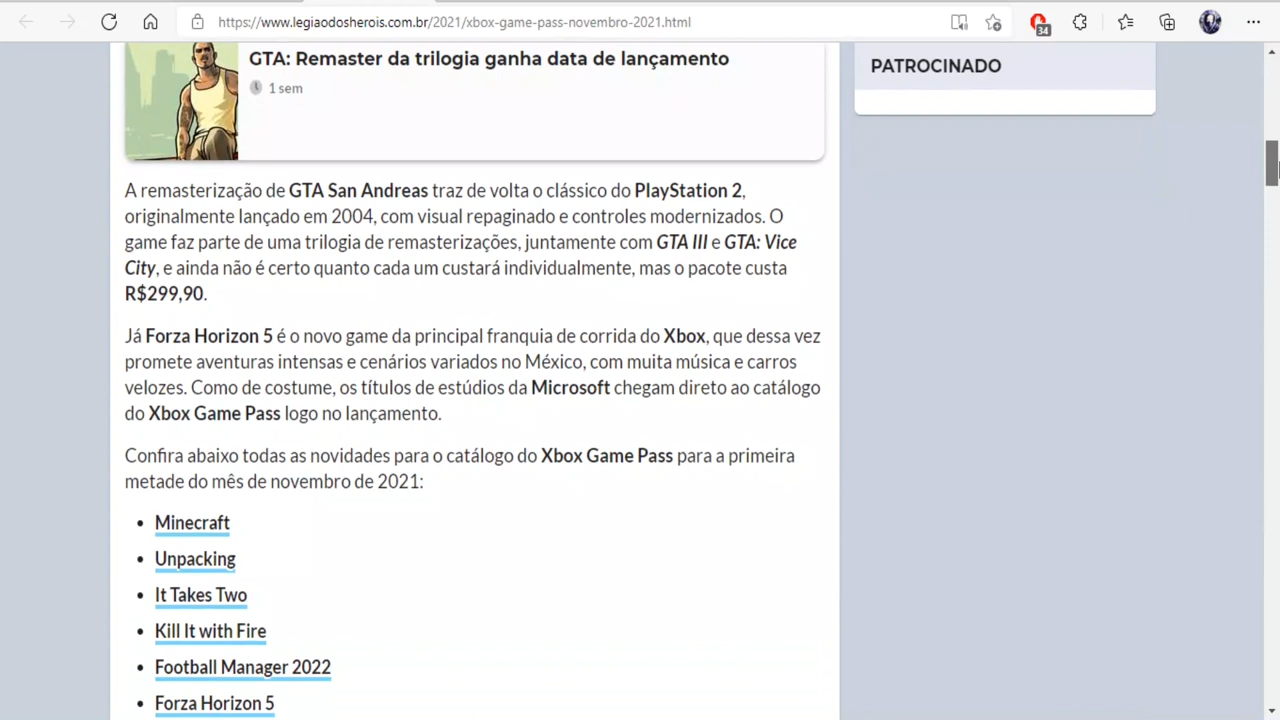 https://www.legiaodosherois.com.br/2021/xbox-game-pass-novembro-2021.html
34
GTA: Remaster da trilogia ganha data de lançamento
1 sem
PATROCINADO
A remasterização de GTA San Andreas traz de volta o clássico do PlayStation 2,
originalmente lançado em 2004, com visual repaginado e controles modernizados. O
game faz parte de uma trilogia de remasterizações, juntamente com GTA III e GTA: Vice
City, e ainda não é certo quanto cada um custará individualmente, mas o pacote custa
R$299,90.
Já Forza Horizon 5 é o novo game da principal franquia de corrida do Xbox, que dessa vez
promete aventuras intensas e cenários variados no México, com muita música e carros
velozes. Como de costume, os títulos de estúdios da Microsoft chegam direto ao catálogo
do Xbox Game Pass logo no lançamento.
Confira abaixo todas as novidades para o catálogo do Xbox Game Pass para a primeira
metade do mês de novembro de 2021:
• Minecraft
• Unpacking
• It Takes Two
• Kill It with Fire
• Football Manager 2022
• Forza Horizon 5